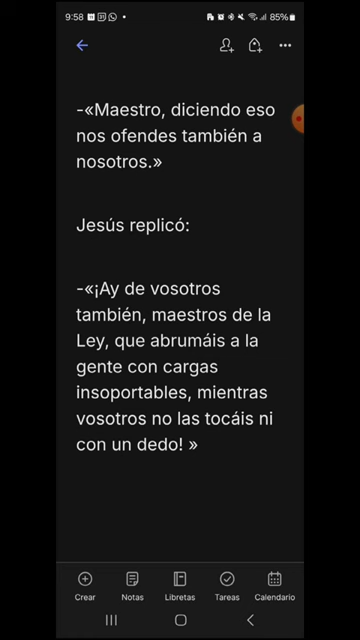 9:58
85%
-«Maestro, diciendo eso
nos ofendes también a
nosotros.»
Jesús replicó:
-«¡Ay de vosotros
también, maestros de la
Ley, que abrumáis a la
gente con cargas
insoportables, mientras
vosotros no las tocáis ni
con un dedo! »
Crear Notas Libretas Tareas Calendario